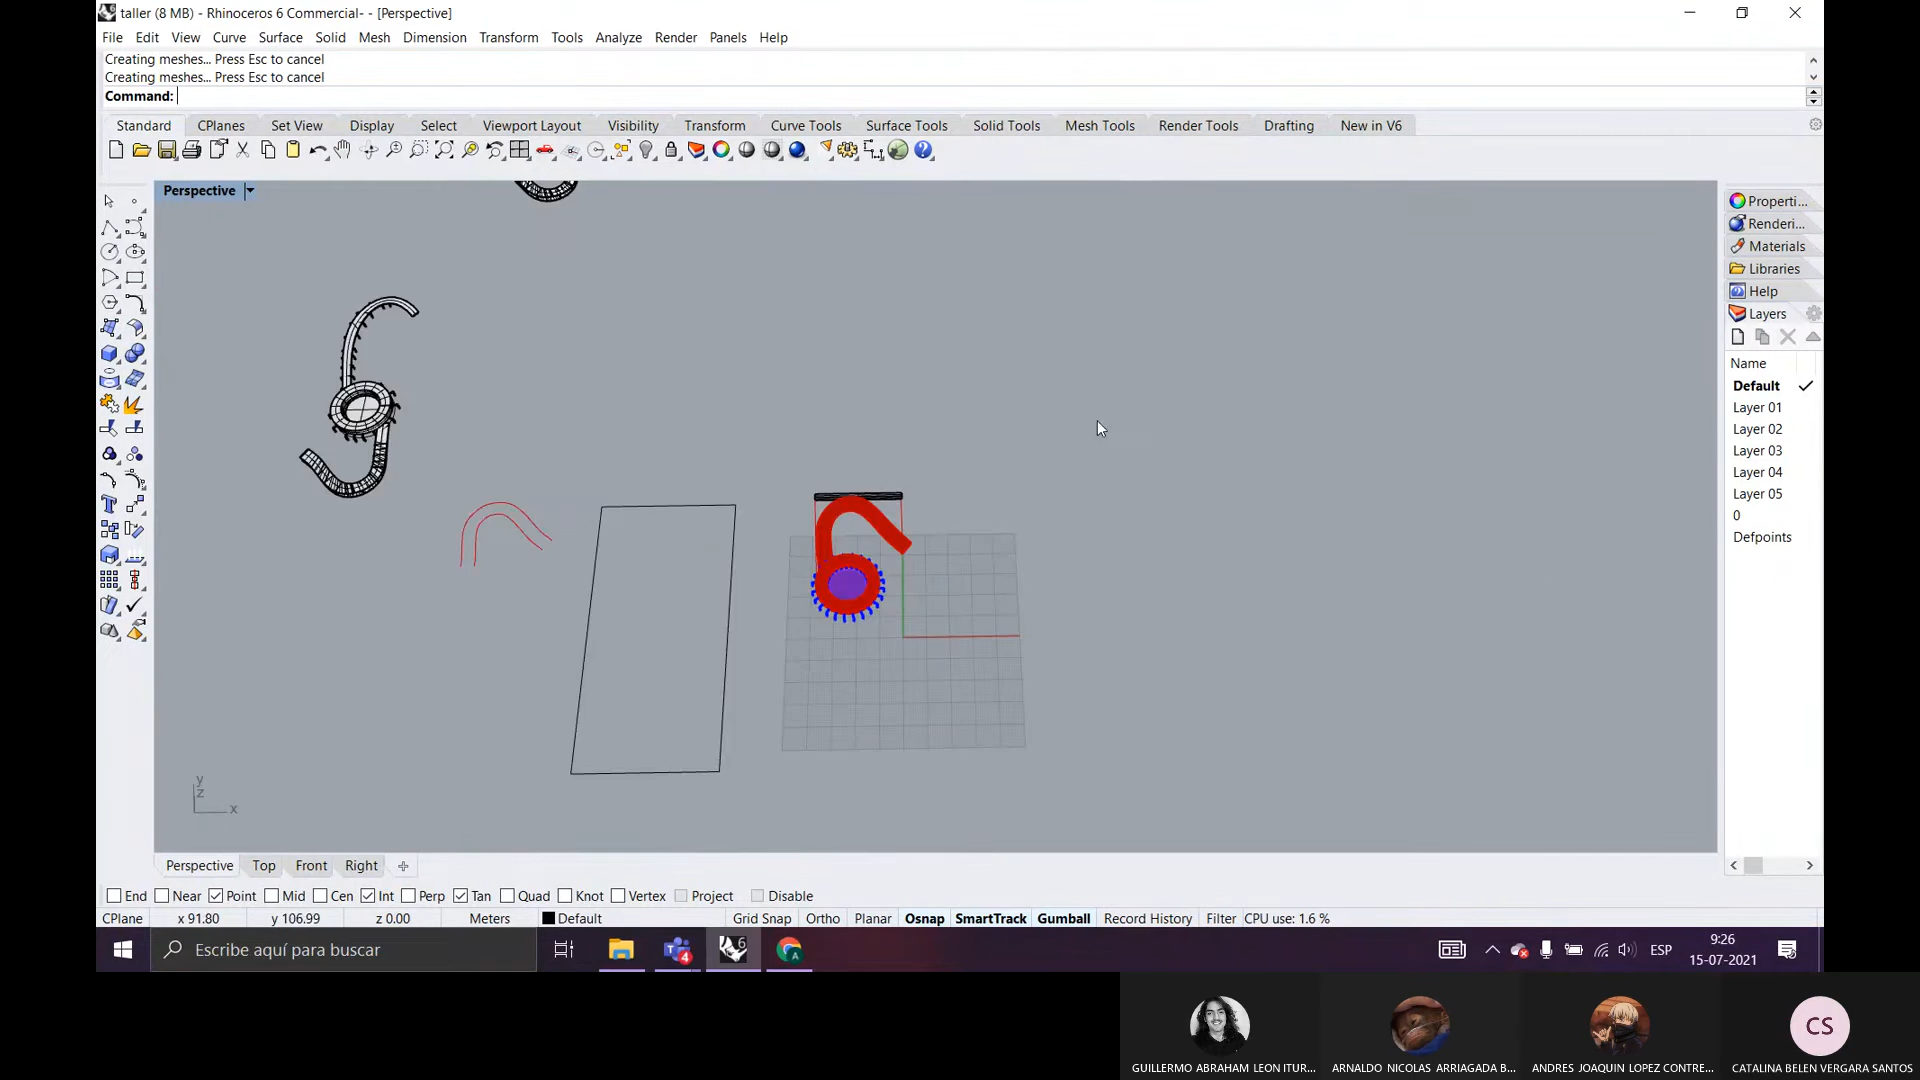 taller (8 MB) - Rhinoceros 6 Commercial- - [Perspective]
File Edit View Curve Surface Solid Mesh Dimension Transform Tools Analyze Render Panels Help
Creating meshes... Press Esc to cancel
Creating meshes... Press Esc to cancel
Command:
Standard CPlanes Set View Display Select Viewport Layout Visibility Transform Curve Tools Surface Tools Solid Tools Mesh Tools Render Tools Drafting New in V6
Perspective
Properti...
Renderi...
Materials
Libraries
Help
Layers
Name
Default
Layer 01
Layer 02
Layer 03
Layer 04
Layer 05
0
Defpoints
y
z
x
Perspective Top Front Right
End Near Point Mid Cen Int Perp Tan Quad Knot Vertex Project Disable
CPlane x 91.80 y 106.99 z 0.00 Meters Default Grid Snap Ortho Planar Osnap SmartTrack Gumball Record History Filter CPU use: 1.6 %
Escribe aquí para buscar
4
6
A
ESP
9:26
15-07-2021
CS
GUILLERMO ABRAHAM LEON ITUR...
ARNALDO NICOLAS ARRIAGADA B...
ANDRES JOAQUIN LOPEZ CONTRE...
CATALINA BELEN VERGARA SANTOS